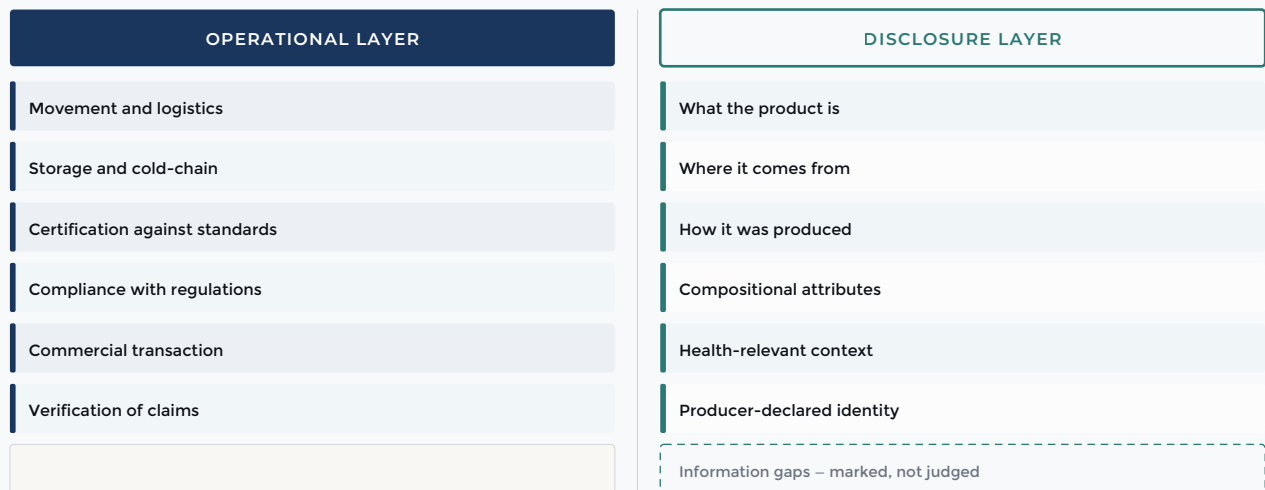 OPERATIONAL LAYER
Movement and logistics
Storage and cold-chain
Certification against standards
Compliance with regulations
Commercial transaction
Verification of claims
DISCLOSURE LAYER
What the product is
Where it comes from
How it was produced
Compositional attributes
Health-relevant context
Producer-declared identity
Information gaps — marked, not judged